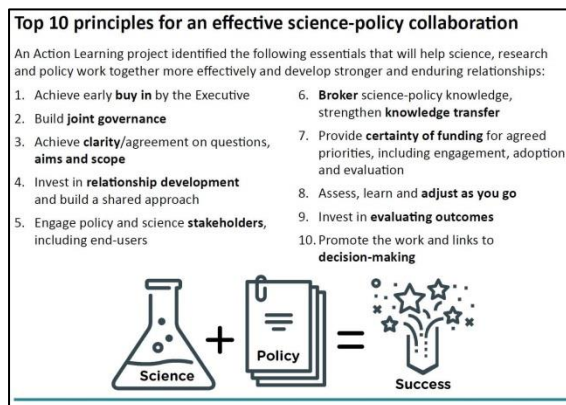 Top 10 principles for an effective science-policy collaboration
An Action Learning project identified the following essentials that will help science, research
and policy work together more effectively and develop stronger and enduring relationships:
1. Achieve early buy in by the Executive
2. Build joint governance
3. Achieve clarity/agreement on questions,
aims and scope
4. Invest in relationship development
and build a shared approach
5. Engage policy and science stakeholders,
including end-users
6. Broker science-policy knowledge,
strengthen knowledge transfer
7. Provide certainty of funding for agreed
priorities, including engagement, adoption
and evaluation
8. Assess, learn and adjust as you go
9. Invest in evaluating outcomes
10. Promote the work and links to
decision-making
Science
+
Policy
=
Success